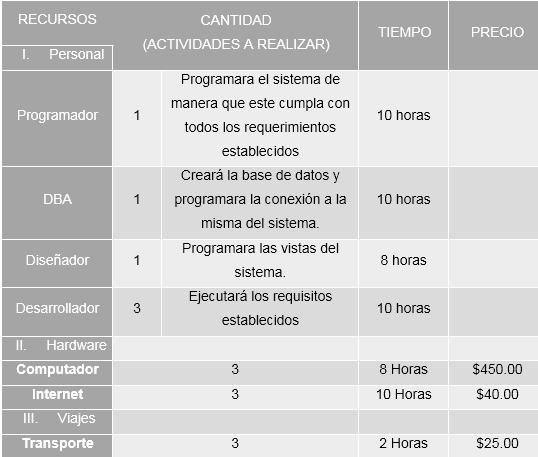 RECURSOS
CANTIDAD
(ACTIVIDADES A REALIZAR)
TIEMPO
PRECIO
I. Personal
Programador
1
Programara el sistema de
manera que este cumpla con
todos los requerimientos
establecidos
10 horas
DBA
1
Creará la base de datos y
programara la conexión a la
misma del sistema.
10 horas
Diseñador
1
Programara las vistas del
sistema.
8 horas
Desarrollador
3
Ejecutará los requisitos
establecidos
10 horas
II. Hardware
Computador
3
8 Horas
$450.00
Internet
3
10 Horas
$40.00
III. Viajes
Transporte
3
2 Horas
$25.00